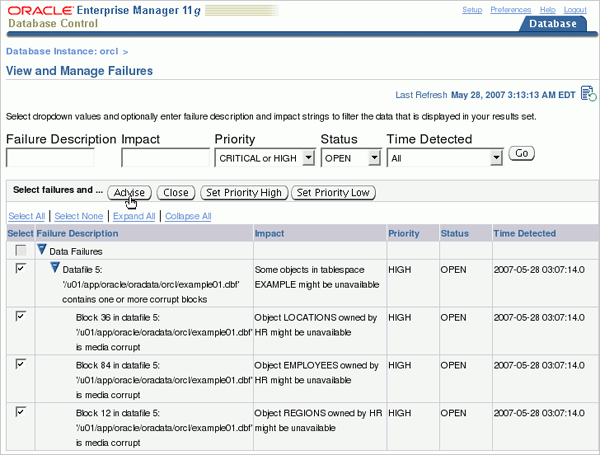 ORACLE Enterprise Manager 11g
Database Control
Setup Preferences Help Logout
Database
Database Instance: orcl >
View and Manage Failures
Last Refresh May 28, 2007 3:13:13 AM EDT
Select dropdown values and optionally enter failure description and impact strings to filter the data that is displayed in your results set.
Failure Description Impact Priority Status Time Detected
CRITICAL or HIGH OPEN All Go
Select failures and ... Advise Close Set Priority High Set Priority Low
Select All | Select None | Expand All | Collapse All
Select Failure Description Impact Priority Status Time Detected
Data Failures
Datafile 5: Some objects in tablespace HIGH OPEN 2007-05-28 03:07:14.0
'/u01/app/oracle/oradata/orcl/example01.dbf' EXAMPLE might be unavailable
contains one or more corrupt blocks
Block 36 in datafile 5: Object LOCATIONS owned by HIGH OPEN 2007-05-28 03:07:14.0
'/u01/app/oracle/oradata/orcl/example01.dbf' HR might be unavailable
is media corrupt
Block 84 in datafile 5: Object EMPLOYEES owned by HIGH OPEN 2007-05-28 03:07:14.0
'/u01/app/oracle/oradata/orcl/example01.dbf' HR might be unavailable
is media corrupt
Block 12 in datafile 5: Object REGIONS owned by HR HIGH OPEN 2007-05-28 03:07:14.0
'/u01/app/oracle/oradata/orcl/example01.dbf' might be unavailable
is media corrupt